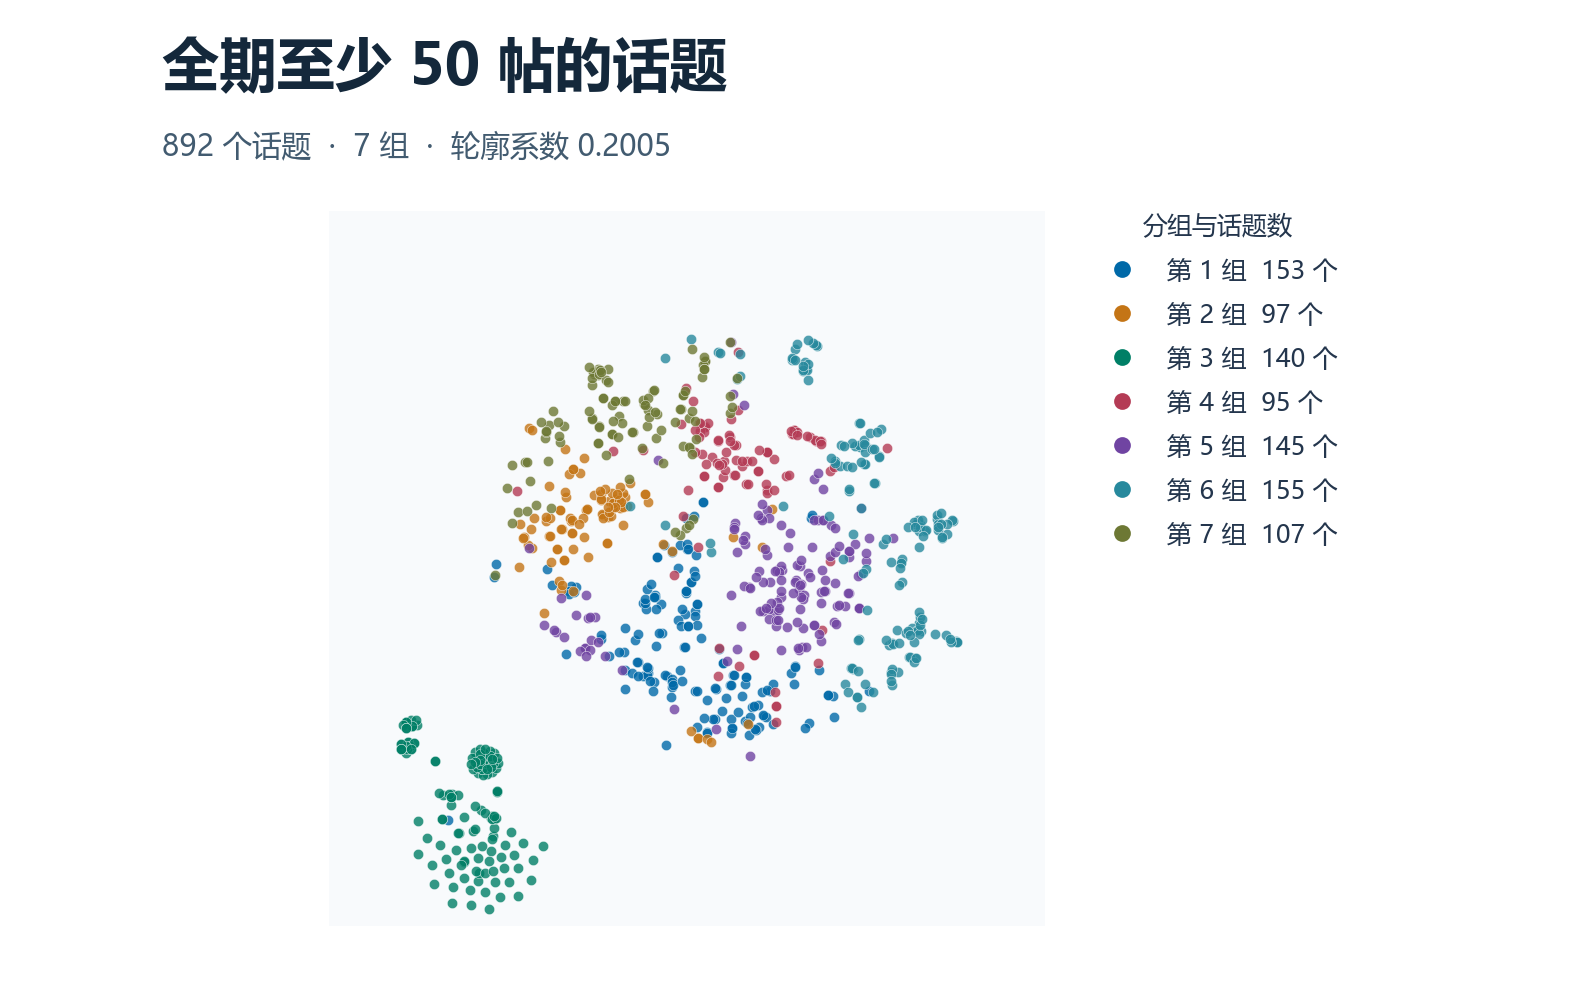 全期至少 50 帖的话题
892 个话题 · 7 组 · 轮廓系数 0.2005
分组与话题数
第 1 组 153 个
第 2 组 97 个
第 3 组 140 个
第 4 组 95 个
第 5 组 145 个
第 6 组 155 个
第 7 组 107 个